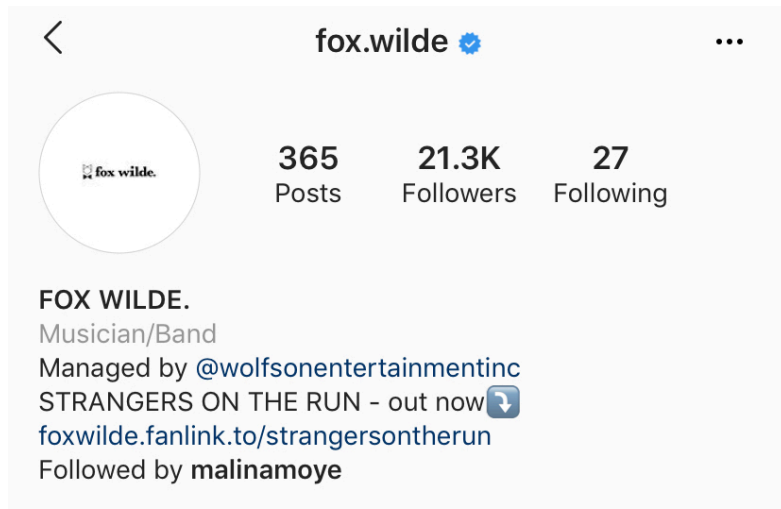 fox.wilde
fox wilde.
365 21.3K 27
Posts Followers Following
FOX WILDE.
Musician/Band
Managed by @wolfsonentertainmentinc
STRANGERS ON THE RUN - out now⤵️
foxwilde.fanlink.to/strangersontherun
Followed by malinamoye